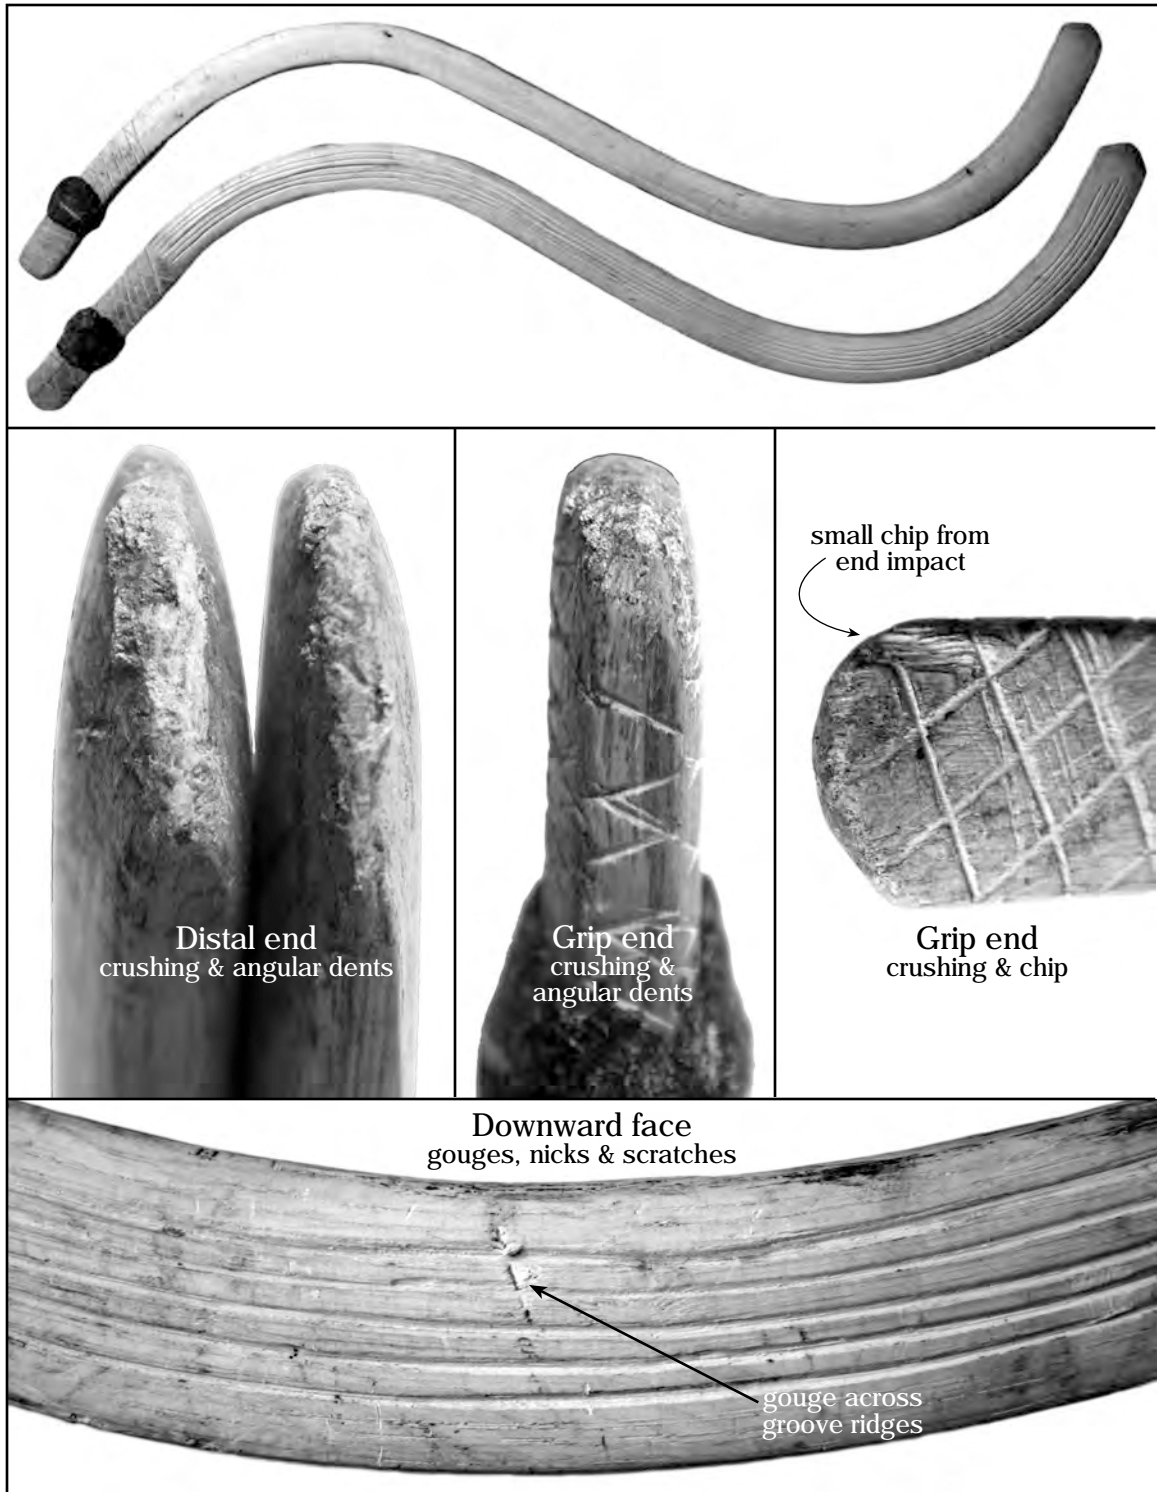 small chip from
end impact
Distal end
crushing & angular dents
Grip end
crushing &
angular dents
Grip end
crushing & chip
Downward face
gouges, nicks & scratches
gouge across
groove ridges